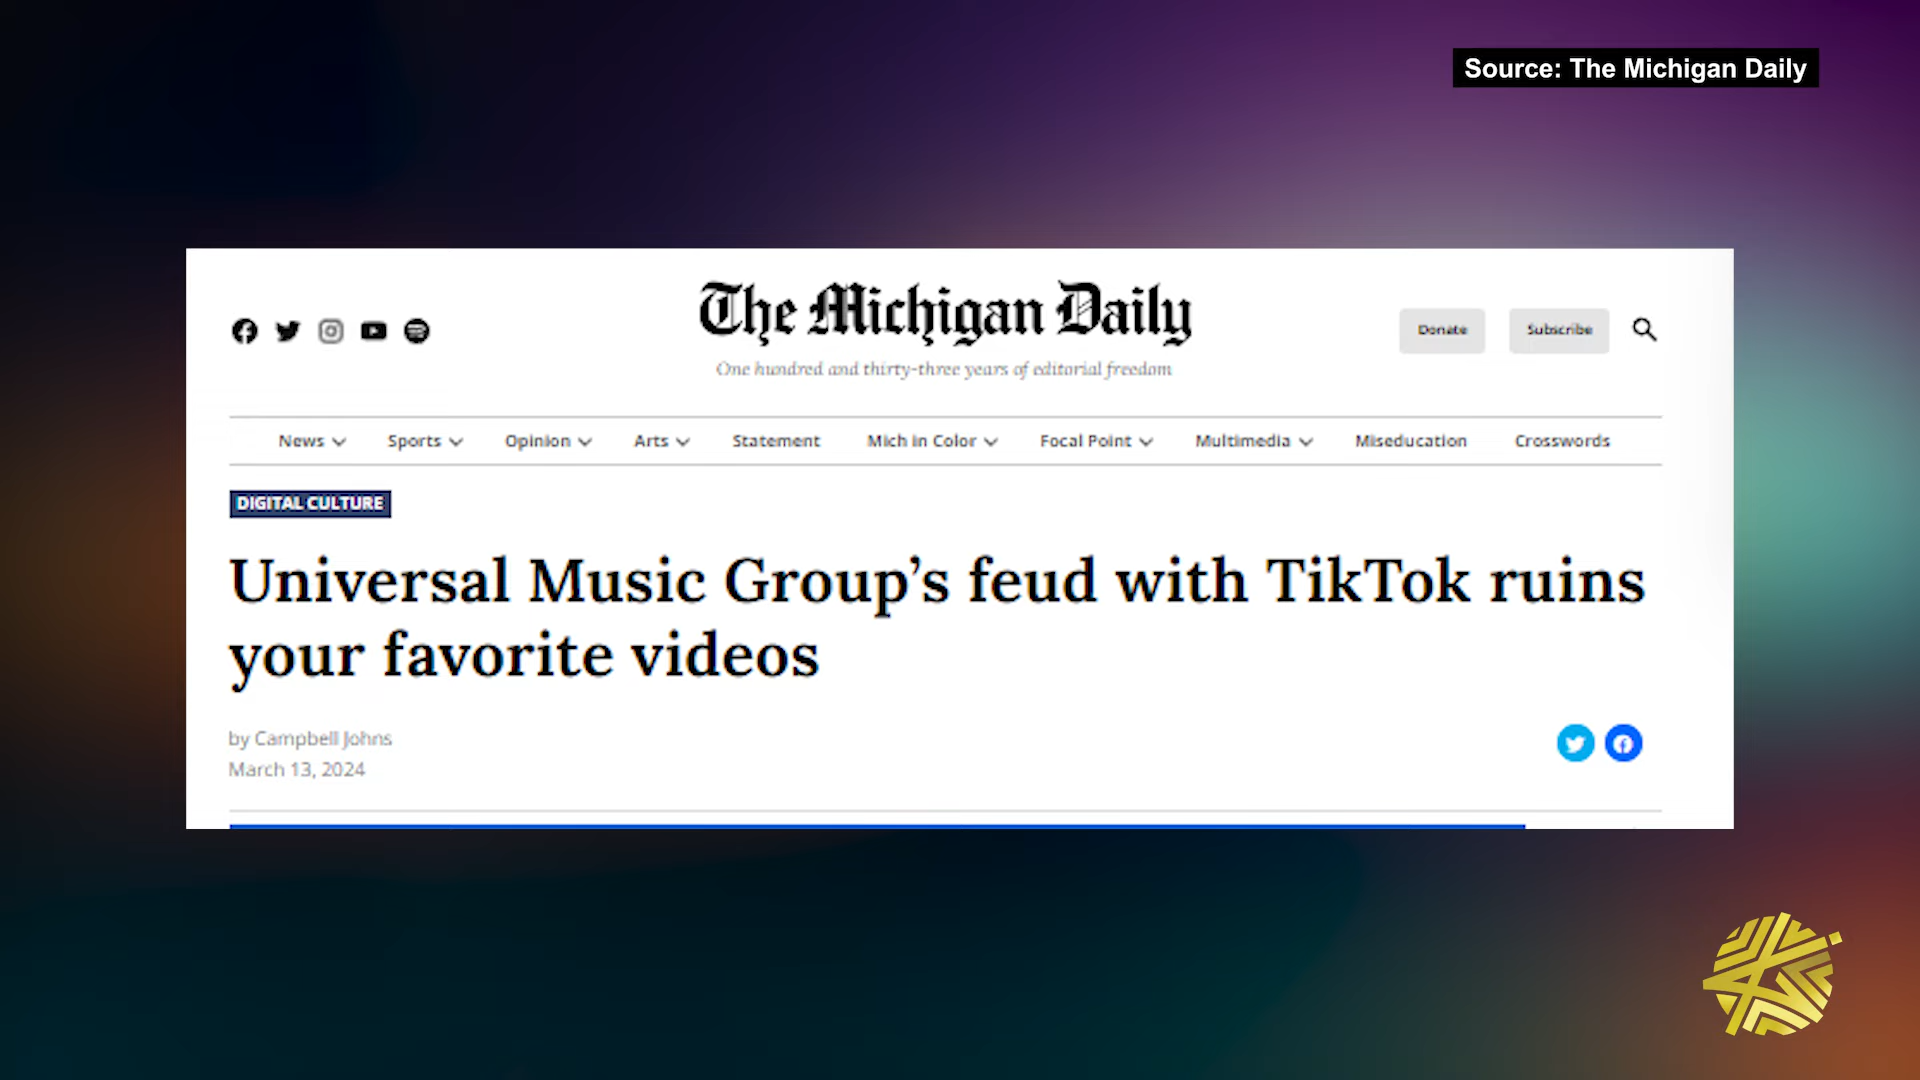 Source: The Michigan Daily
The Michigan Daily
One hundred and thirty-three years of editorial freedom
Donate
Subscribe
News Sports Opinion Arts Statement Mich in Color Focal Point Multimedia Miseducation Crosswords
DIGITAL CULTURE
Universal Music Group’s feud with TikTok ruins
your favorite videos
by Campbell Johns
March 13, 2024